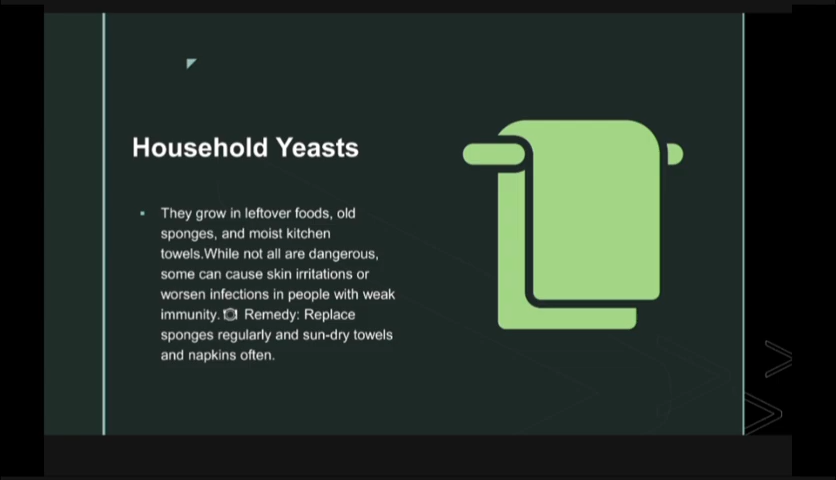 Household Yeasts
They grow in leftover foods, old
sponges, and moist kitchen
towels.While not all are dangerous,
some can cause skin irritations or
worsen infections in people with weak
immunity. 🍽 Remedy: Replace
sponges regularly and sun-dry towels
and napkins often.